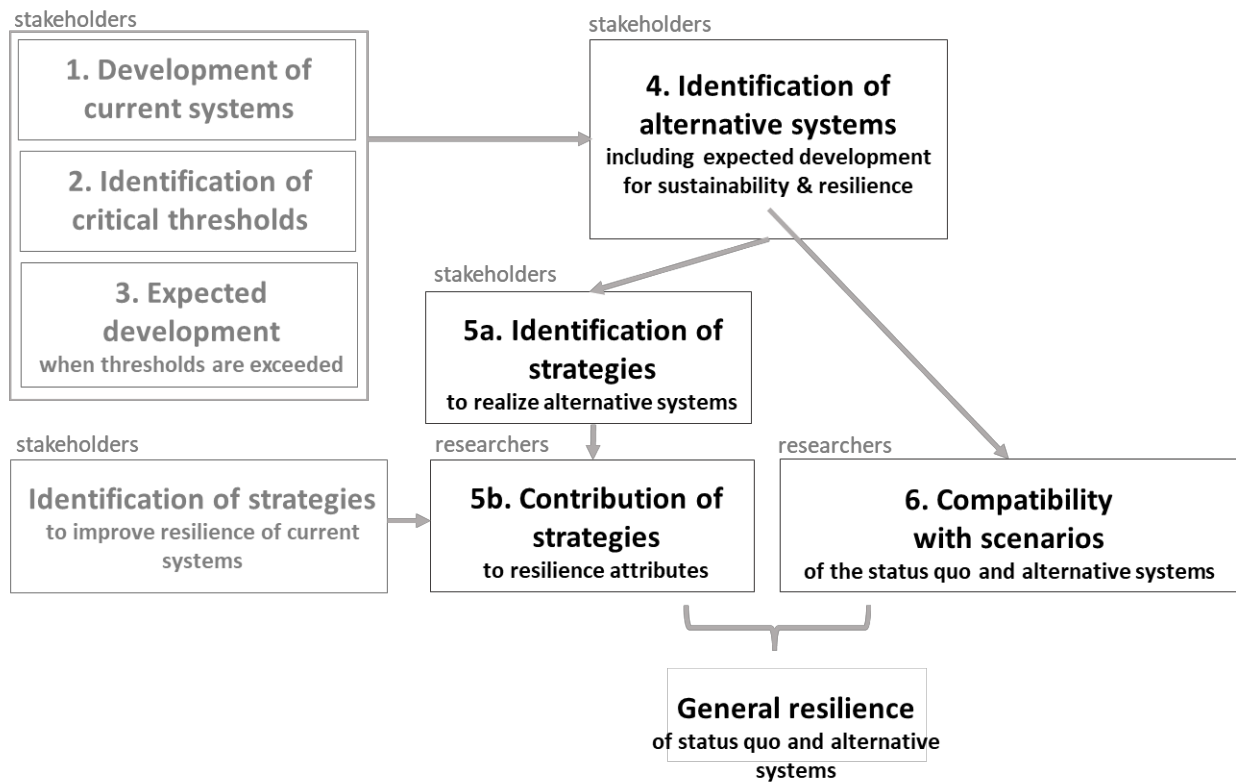 stakeholders
1. Development of
current systems
2. Identification of
critical thresholds
3. Expected
development
when thresholds are exceeded
stakeholders
4. Identification of
alternative systems
including expected development
for sustainability & resilience
stakeholders
5a. Identification of
strategies
to realize alternative systems
stakeholders
Identification of strategies
to improve resilience of current
systems
researchers
5b. Contribution of
strategies
to resilience attributes
researchers
6. Compatibility
with scenarios
of the status quo and alternative systems
General resilience
of status quo and alternative
systems